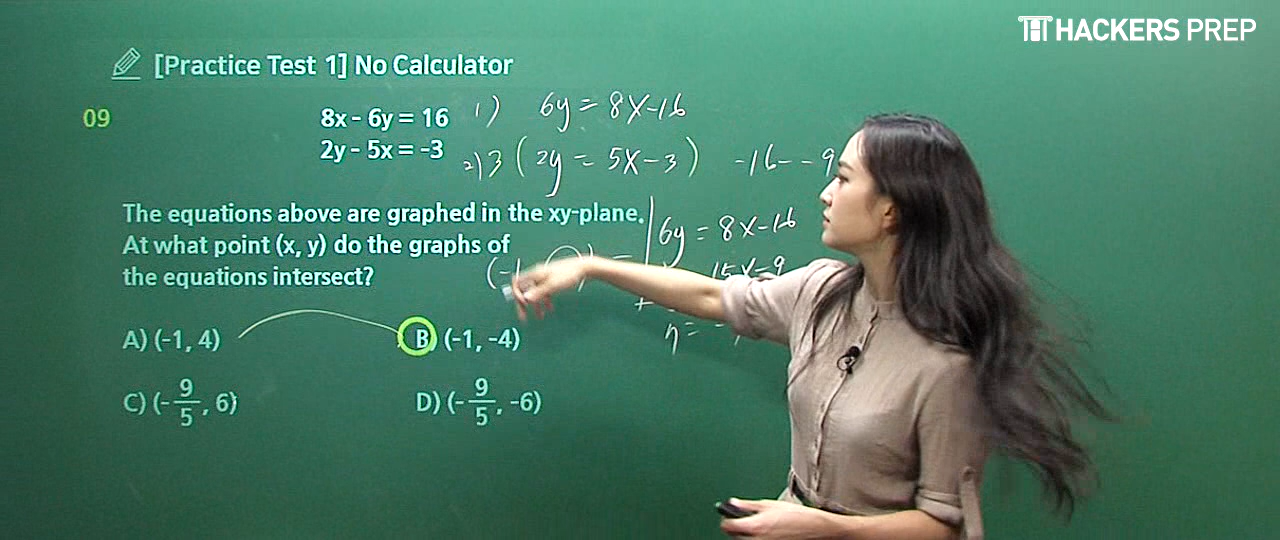 HACKERS PREP
[Practice Test 1] No Calculator
09
8x - 6y = 16
2y - 5x = -3
1) 6y = 8x-16
2) 3 ( 2y = 5x-3 ) -16--9
The equations above are graphed in the xy-plane.
At what point (x, y) do the graphs of
the equations intersect?
6y = 8x-16
15x-9
(-1
A) (-1, 4)
B) (-1, -4)
C) (-9/5, 6)
D) (-9/5, -6)